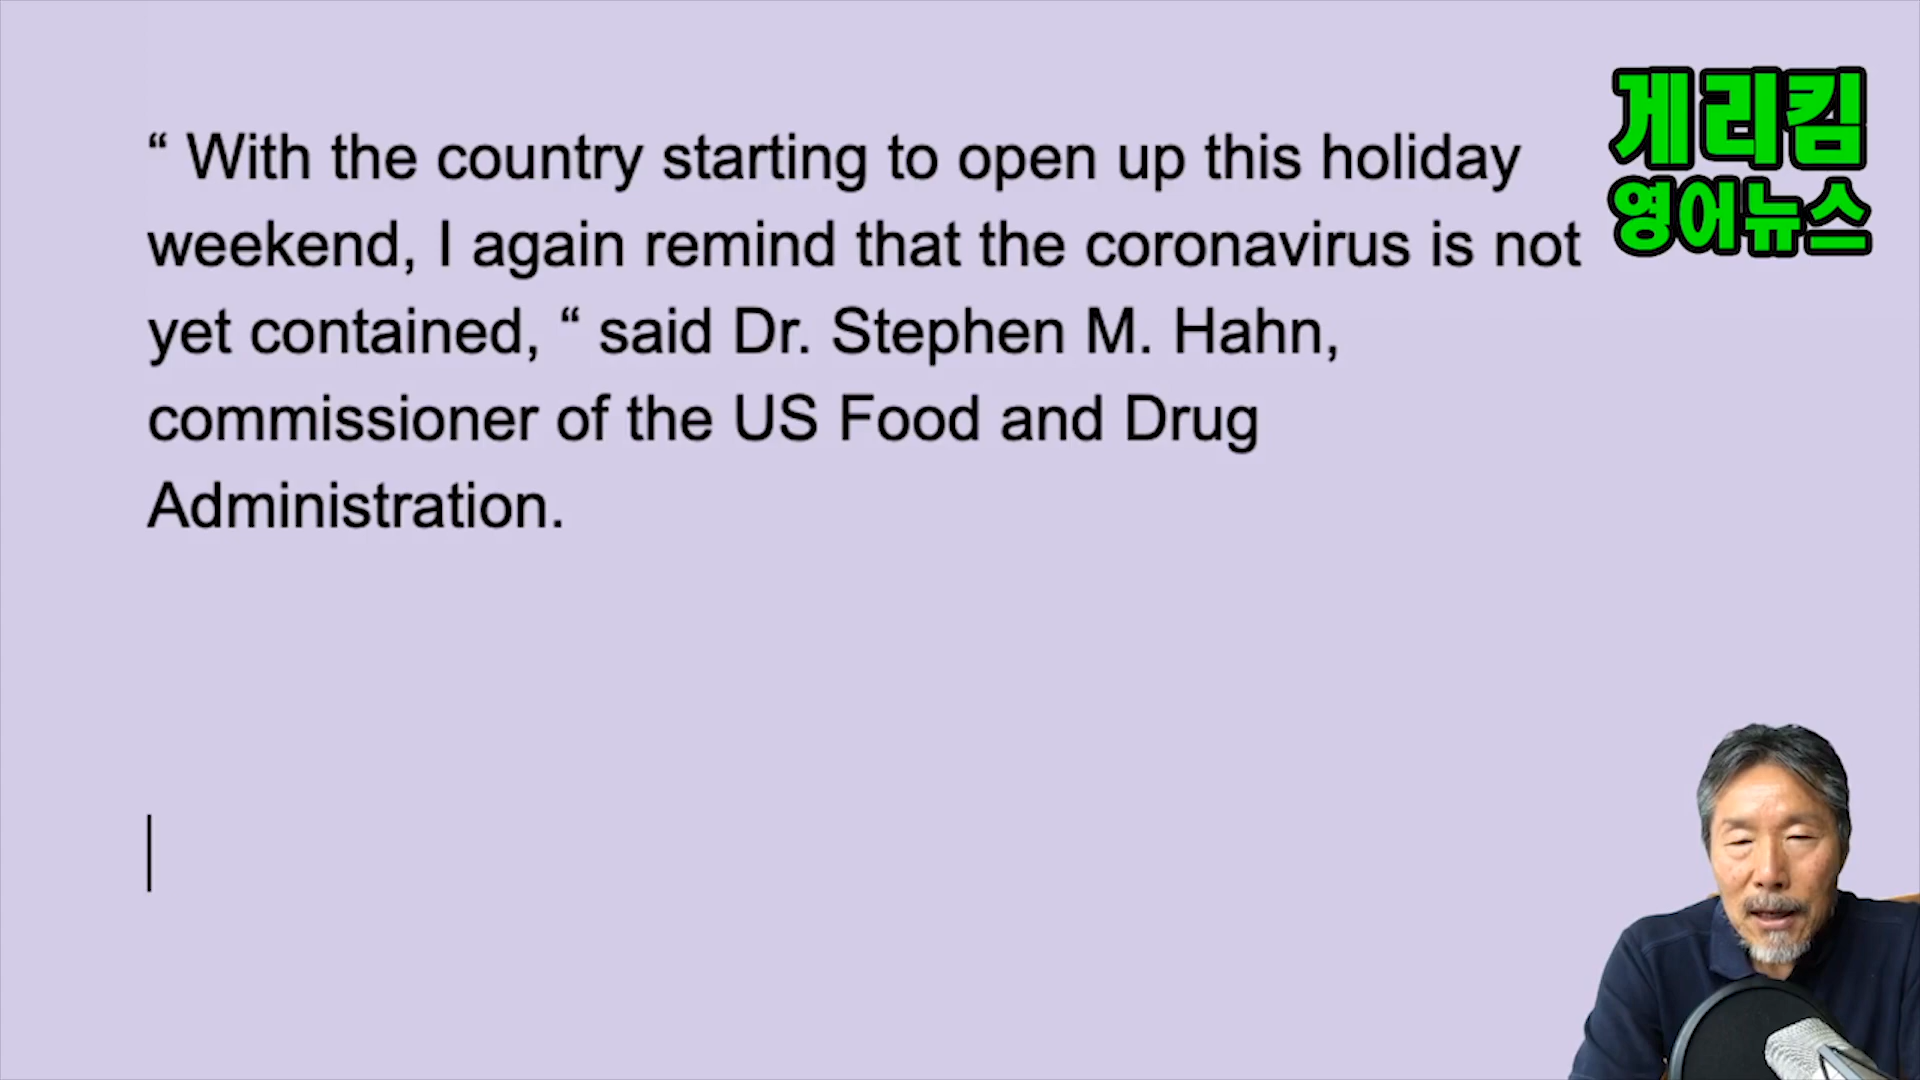 “ With the country starting to open up this holiday
weekend, I again remind that the coronavirus is not
yet contained, “ said Dr. Stephen M. Hahn,
commissioner of the US Food and Drug
Administration.
게리킴
영어뉴스